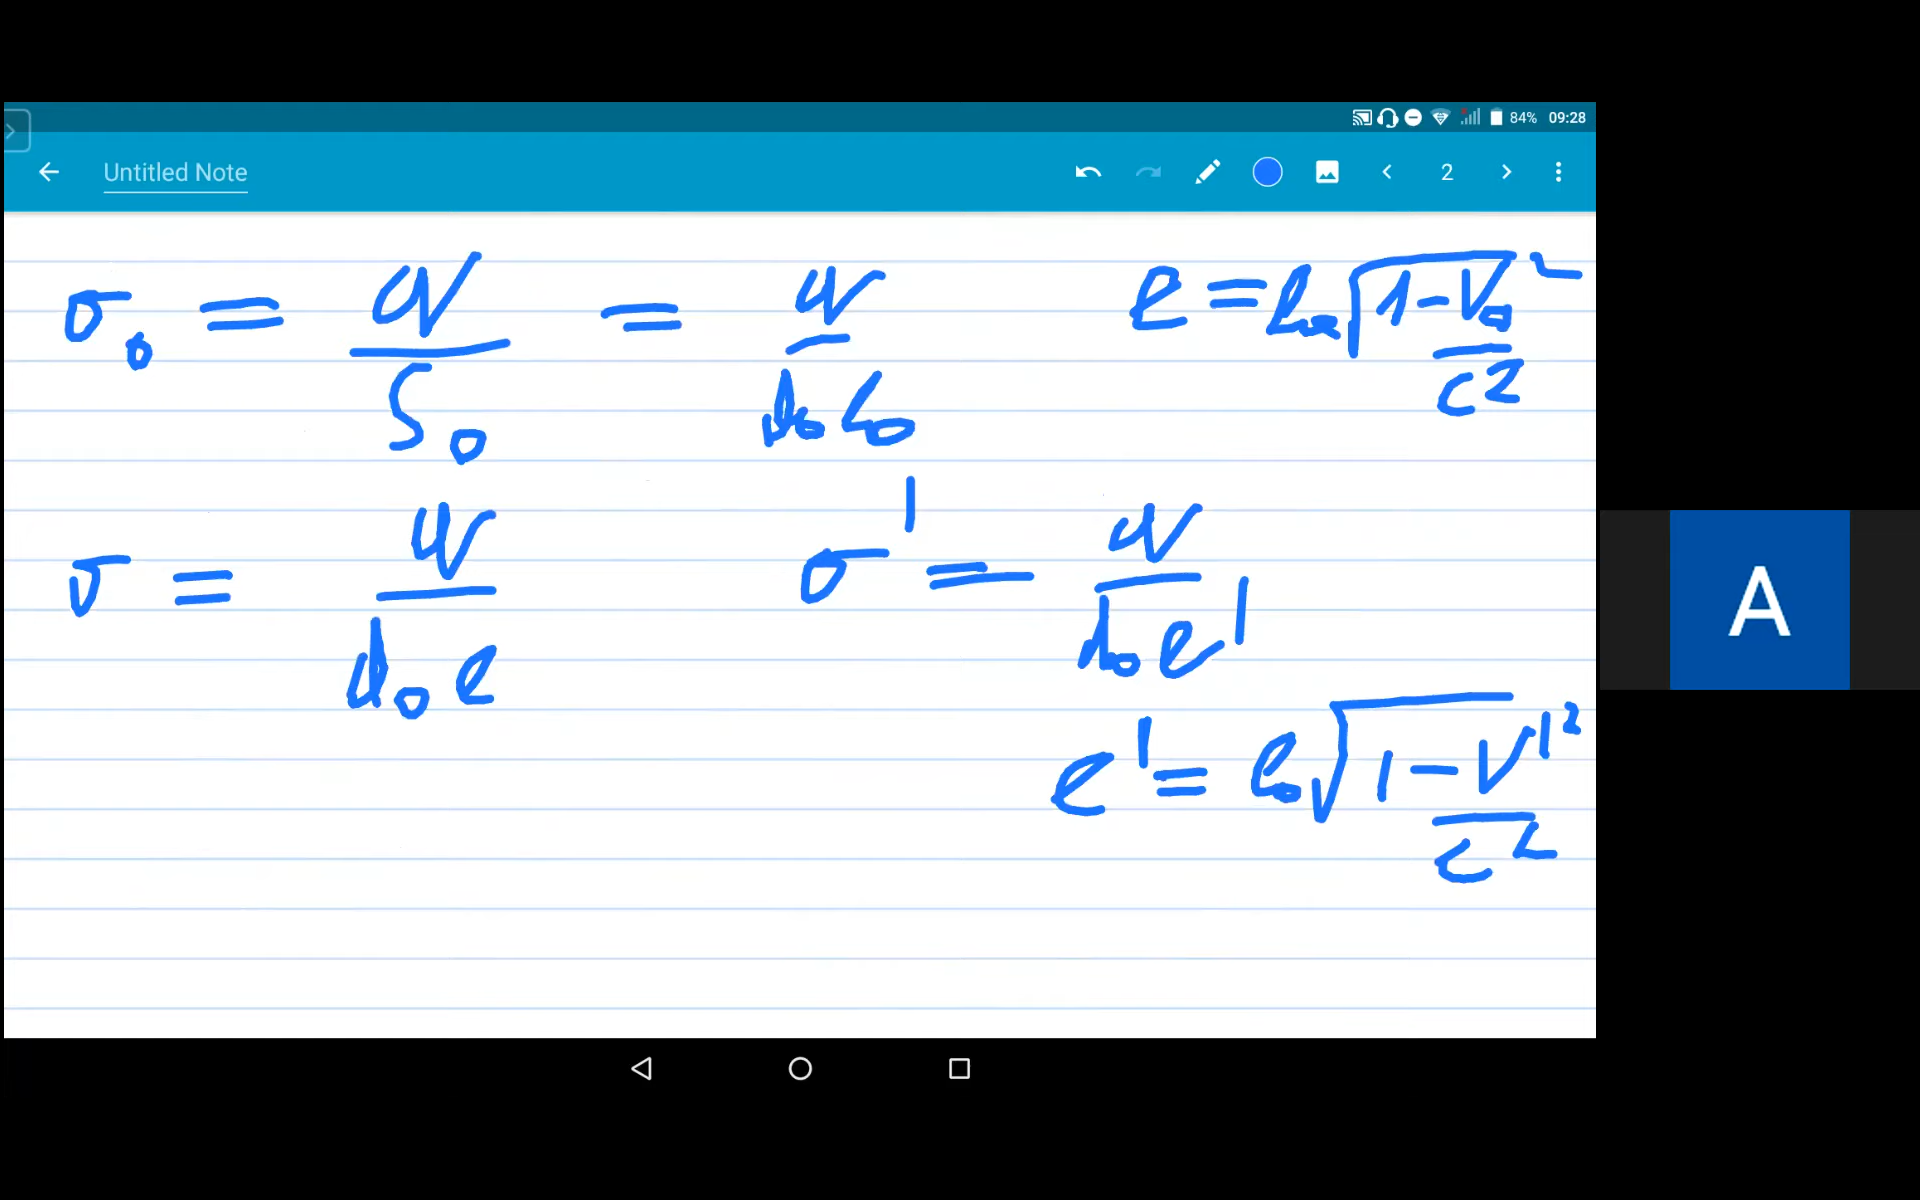 84% 09:28
Untitled Note 2
σ₀ = q/S₀ = q/d₀l₀
l = l₀√1-V₀²/c²
σ = q/d₀l
σ' = q/d₀l'
l' = l₀√1-V'²/c²
A